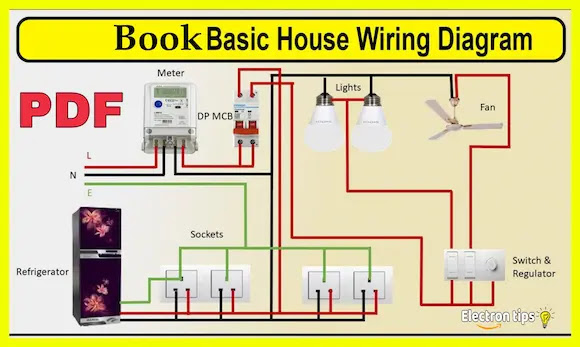 Book Basic House Wiring Diagram
PDF
Meter
DP MCB
Lights
Fan
L
N
E
Sockets
Refrigerator
Switch &
Regulator
Electron tips